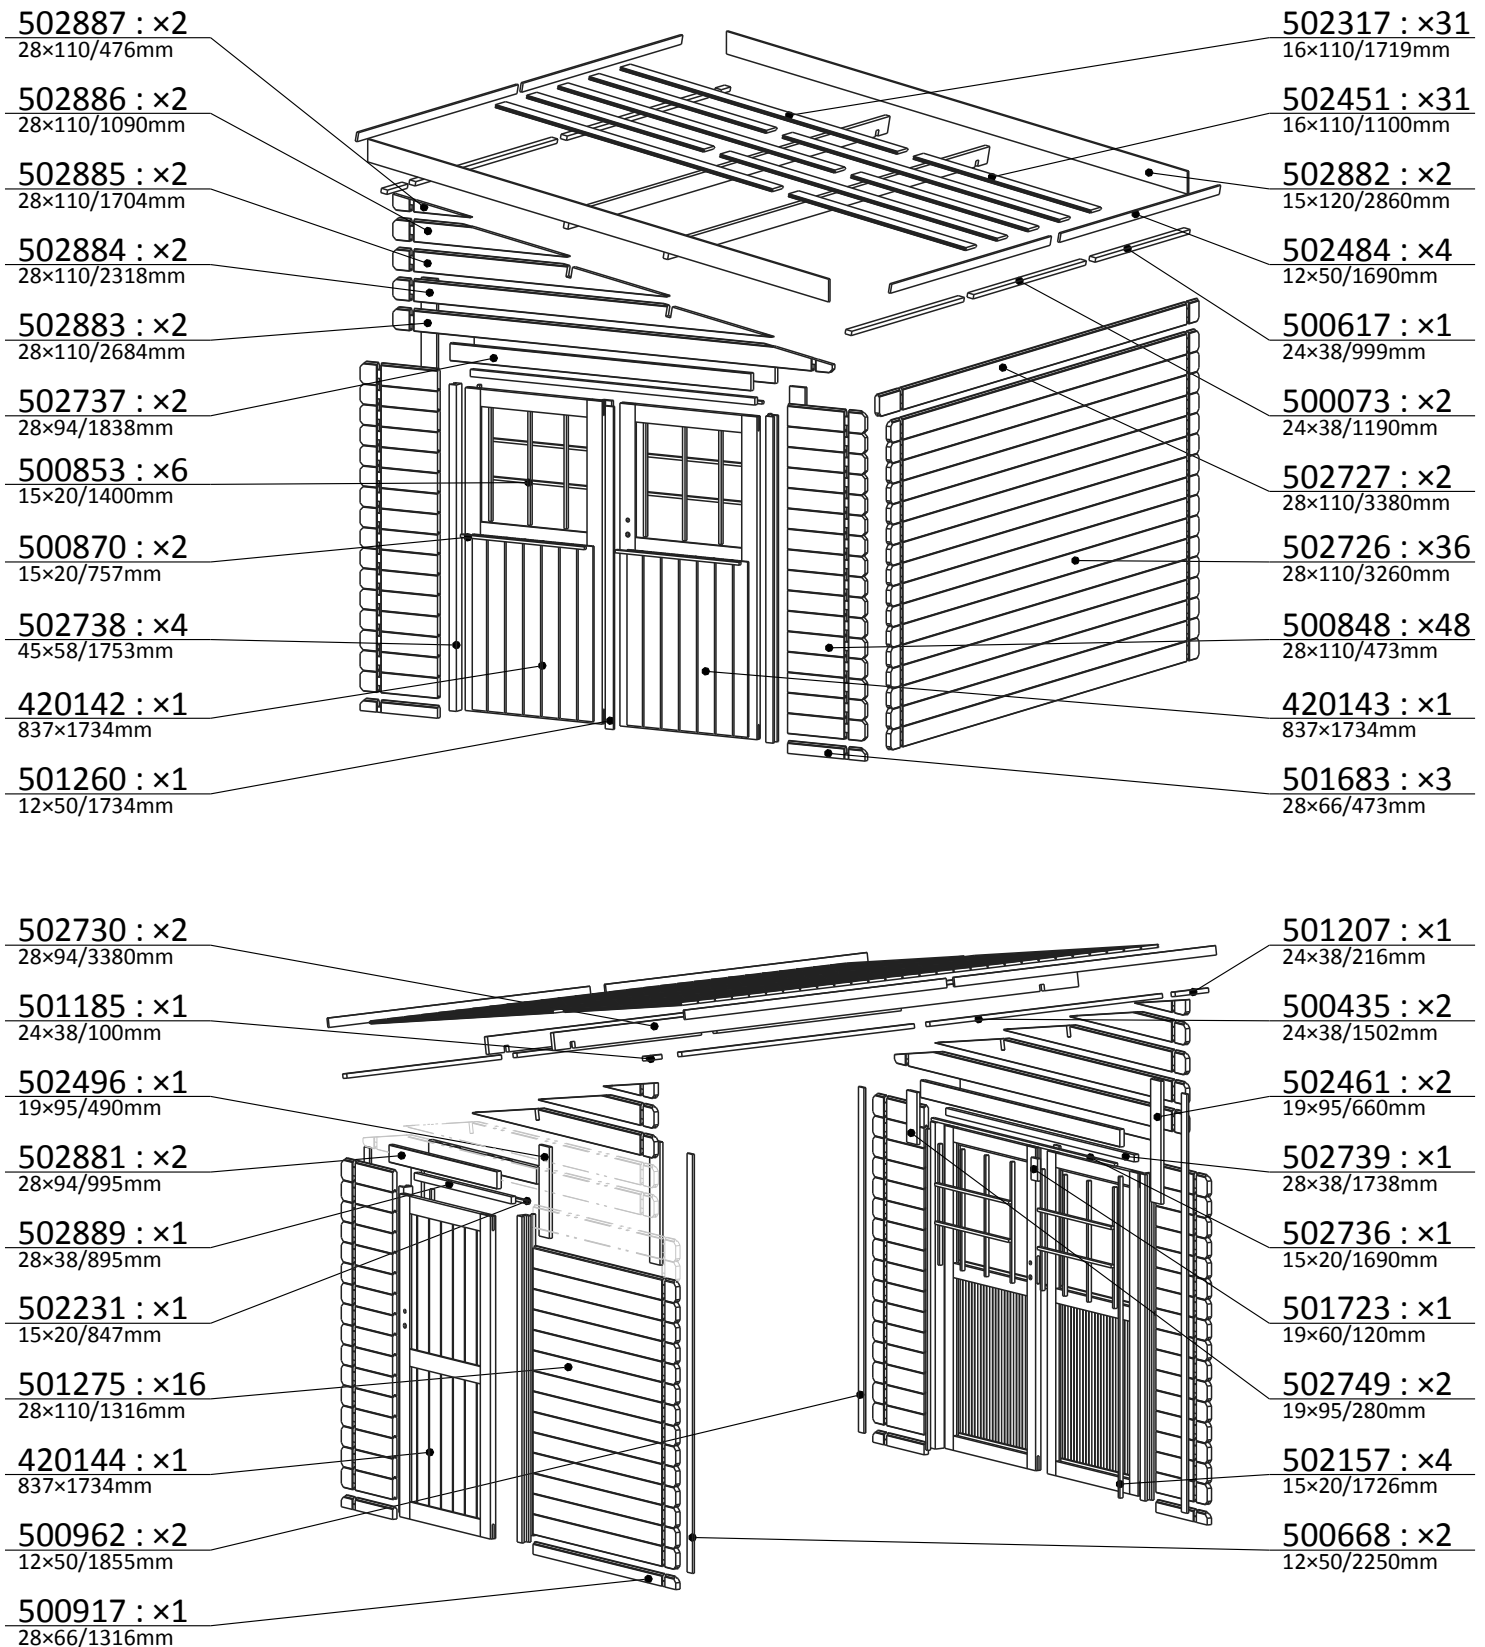 502887 : ×2
28×110/476mm
502886 : ×2
28×110/1090mm
502885 : ×2
28×110/1704mm
502884 : ×2
28×110/2318mm
502883 : ×2
28×110/2684mm
502737 : ×2
28×94/1838mm
500853 : ×6
15×20/1400mm
500870 : ×2
15×20/757mm
502738 : ×4
45×58/1753mm
420142 : ×1
837×1734mm
501260 : ×1
12×50/1734mm
502317 : ×31
16×110/1719mm
502451 : ×31
16×110/1100mm
502882 : ×2
15×120/2860mm
502484 : ×4
12×50/1690mm
500617 : ×1
24×38/999mm
500073 : ×2
24×38/1190mm
502727 : ×2
28×110/3380mm
502726 : ×36
28×110/3260mm
500848 : ×48
28×110/473mm
420143 : ×1
837×1734mm
501683 : ×3
28×66/473mm
502730 : ×2
28×94/3380mm
501185 : ×1
24×38/100mm
502496 : ×1
19×95/490mm
502881 : ×2
28×94/995mm
502889 : ×1
28×38/895mm
502231 : ×1
15×20/847mm
501275 : ×16
28×110/1316mm
420144 : ×1
837×1734mm
500962 : ×2
12×50/1855mm
500917 : ×1
28×66/1316mm
501207 : ×1
24×38/216mm
500435 : ×2
24×38/1502mm
502461 : ×2
19×95/660mm
502739 : ×1
28×38/1738mm
502736 : ×1
15×20/1690mm
501723 : ×1
19×60/120mm
502749 : ×2
19×95/280mm
502157 : ×4
15×20/1726mm
500668 : ×2
12×50/2250mm